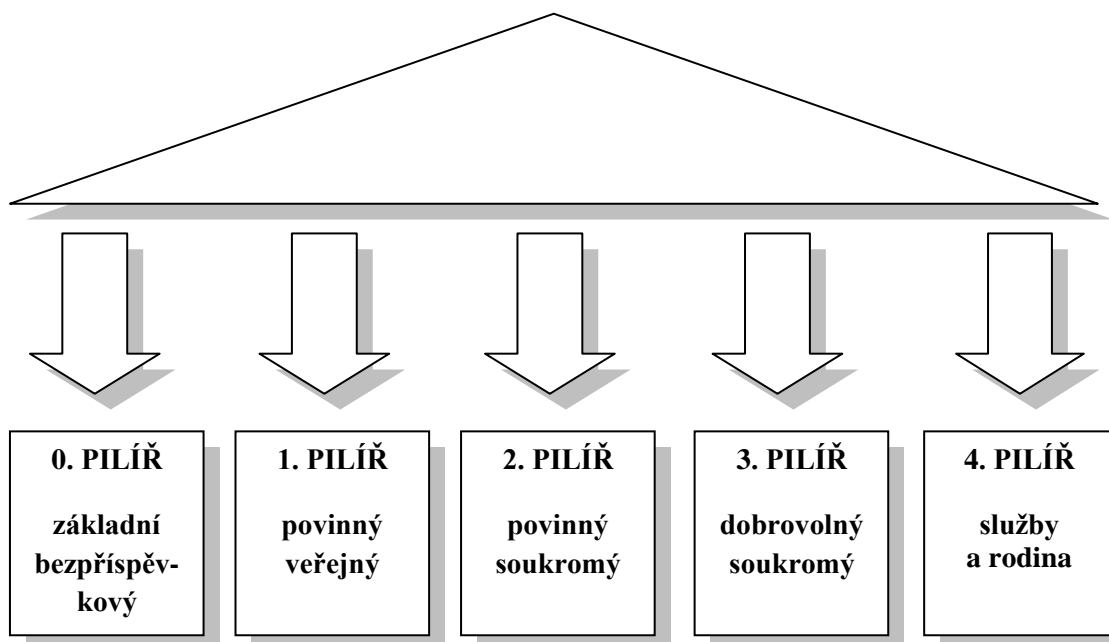 0. PILÍŘ
základní
bezpříspěv-
kový
1. PILÍŘ
povinný
veřejný
2. PILÍŘ
povinný
soukromý
3. PILÍŘ
dobrovolný
soukromý
4. PILÍŘ
služby
a rodina